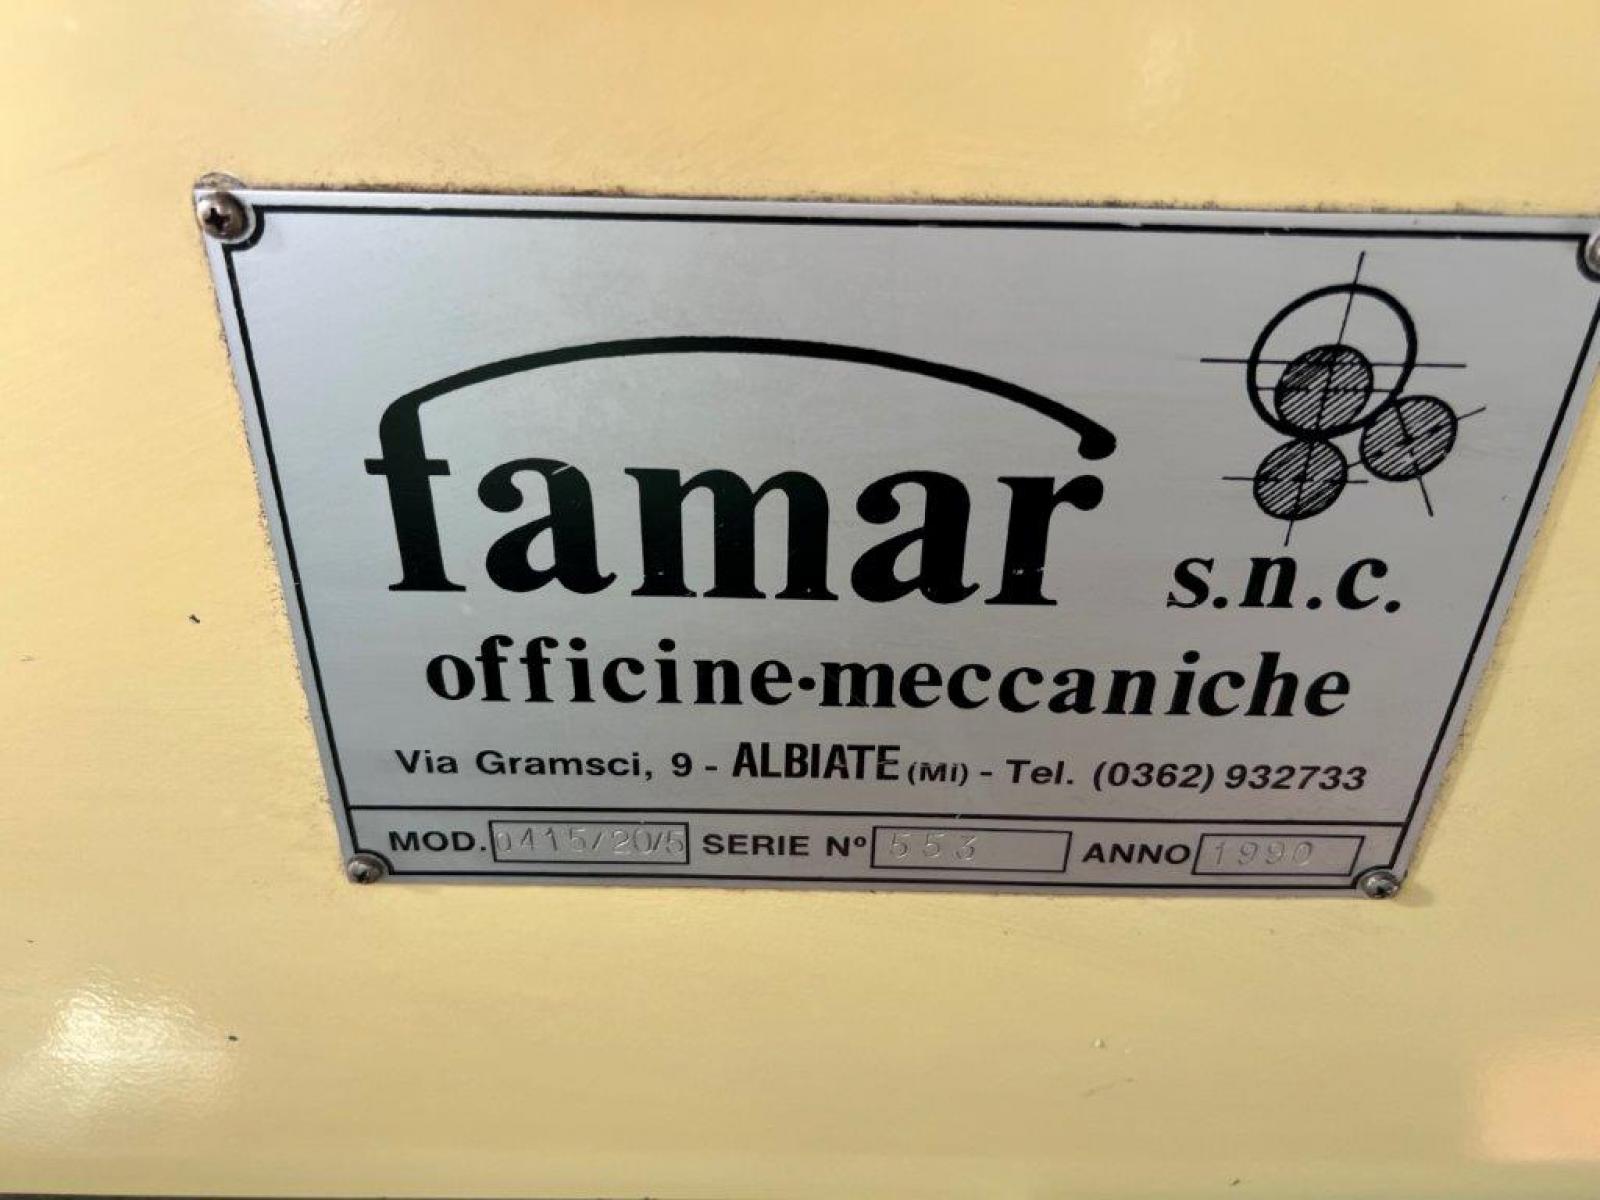 famar s.n.c.
officine·meccaniche
Via Gramsci, 9 - ALBIATE (Mi) - Tel. (0362) 932733
MOD. 0415/20/5 SERIE Nº 553 ANNO 1990